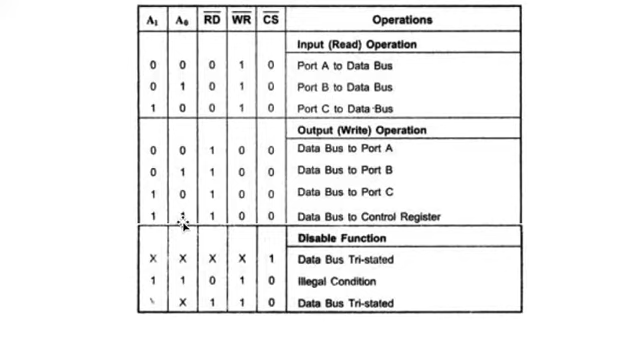 A₁ A₀ RD WR CS Operations
Input (Read) Operation
0 0 0 1 0 Port A to Data Bus
0 1 0 1 0 Port B to Data Bus
1 0 0 1 0 Port C to Data Bus
Output (Write) Operation
0 0 1 0 0 Data Bus to Port A
0 1 1 0 0 Data Bus to Port B
1 0 1 0 0 Data Bus to Port C
1 1 1 0 0 Data Bus to Control Register
Disable Function
X X X X 1 Data Bus Tri-stated
1 1 0 1 0 Illegal Condition
X 1 1 0 Data Bus Tri-stated